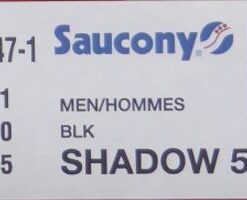 47-1 Saucony
1 MEN/HOMMES
0 BLK
5 SHADOW 5